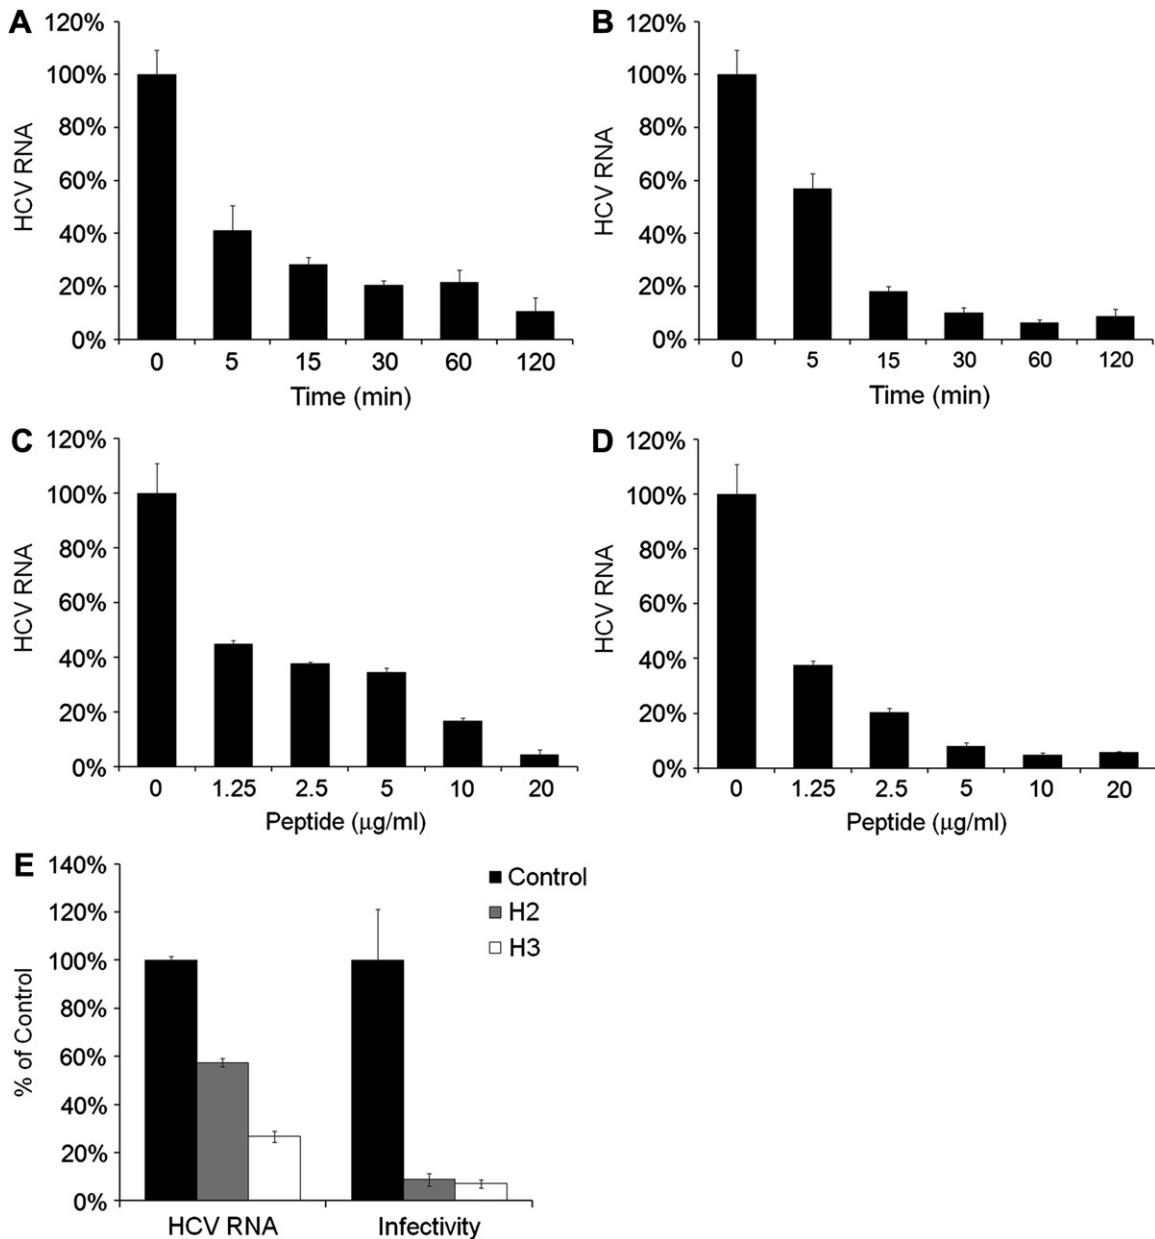 A
120%
100%
80%
60%
40%
20%
0%
HCV RNA
0 5 15 30 60 120
Time (min)
B
120%
100%
80%
60%
40%
20%
0%
HCV RNA
0 5 15 30 60 120
Time (min)
C
120%
100%
80%
60%
40%
20%
0%
HCV RNA
0 1.25 2.5 5 10 20
Peptide (μg/ml)
D
120%
100%
80%
60%
40%
20%
0%
HCV RNA
0 1.25 2.5 5 10 20
Peptide (μg/ml)
E
140%
120%
100%
80%
60%
40%
20%
0%
% of Control
Control
H2
H3
HCV RNA Infectivity